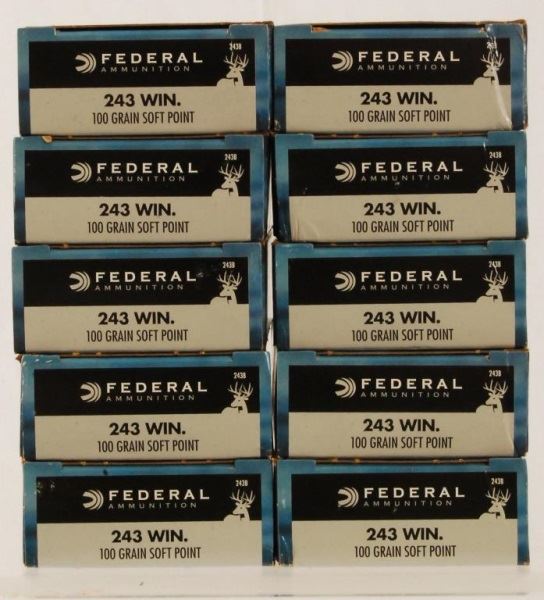 243B
FEDERAL
AMMUNITION
243 WIN.
100 GRAIN SOFT POINT
FEDERAL
AMMUNITION
243 WIN.
100 GRAIN SOFT POINT
243B
FEDERAL
AMMUNITION
243 WIN.
100 GRAIN SOFT POINT
243B
FEDERAL
AMMUNITION
243 WIN.
100 GRAIN SOFT POINT
243B
FEDERAL
AMMUNITION
243 WIN.
100 GRAIN SOFT POINT
243B
FEDERAL
AMMUNITION
243 WIN.
100 GRAIN SOFT POINT
243B
FEDERAL
AMMUNITION
243 WIN.
100 GRAIN SOFT POINT
243B
FEDERAL
AMMUNITION
243 WIN.
100 GRAIN SOFT POINT
243B
FEDERAL
AMMUNITION
243 WIN.
100 GRAIN SOFT POINT
243B
FEDERAL
AMMUNITION
243 WIN.
100 GRAIN SOFT POINT